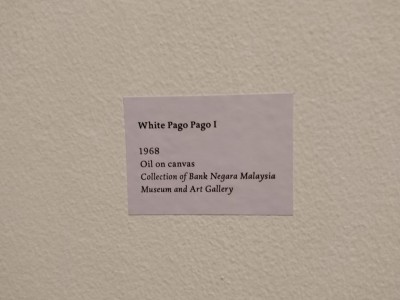 White Pago Pago I
1968
Oil on canvas
Collection of Bank Negara Malaysia
Museum and Art Gallery